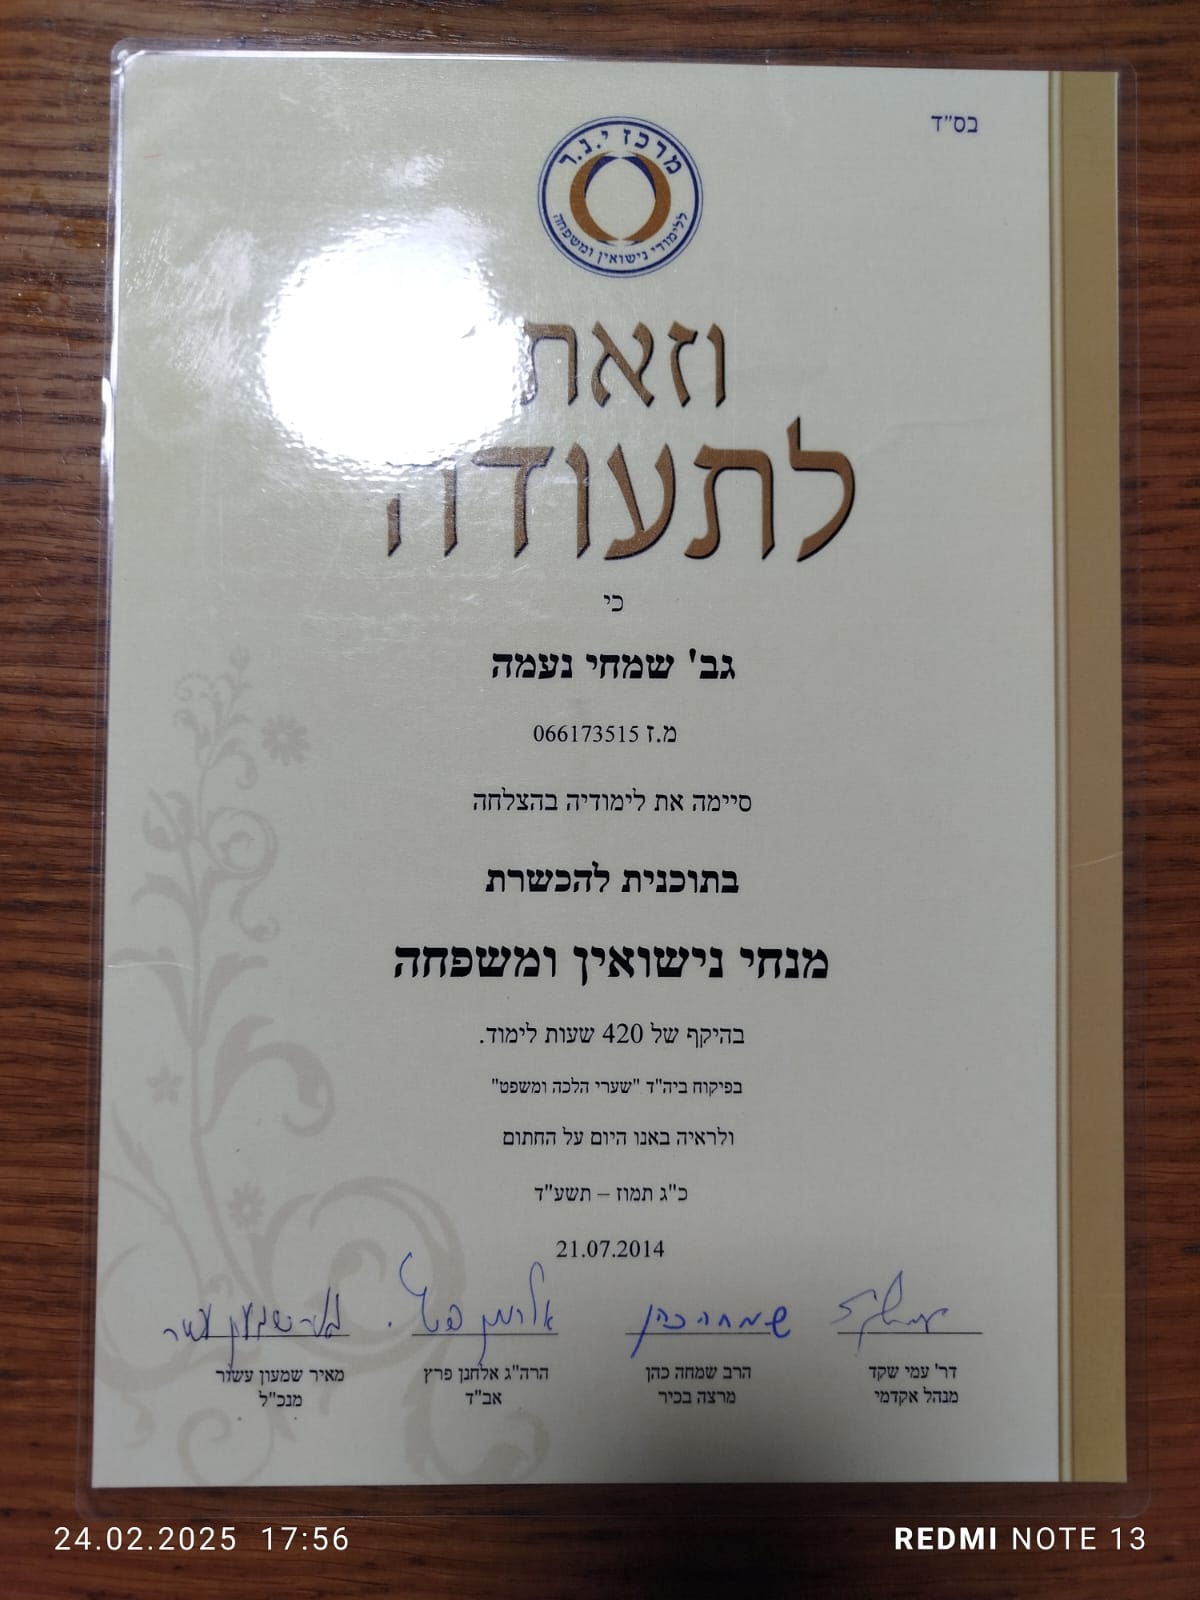 בס״ד
מרכז י.נ.ר
ללימודי נישואין ומשפחה
וזאת
לתעודה
כי
גב' שמחי נעמה
מ.ז 066173515
סיימה את לימודיה בהצלחה
בתוכנית להכשרת
מנחי נישואין ומשפחה
בהיקף של 420 שעות לימוד.
בפיקוח ביה"ד "שערי הלכה ומשפט"
ולראיה באנו היום על החתום
כ"ג תמוז – תשע"ד
21.07.2014
שמחה כהן
דר' עמי שקד
מנהל אקדמי
הרב שמחה כהן
מרצה בכיר
הרה"ג אלחנן פרץ
אב"ד
מאיר שמעון עשור
מנכ"ל
24.02.2025 17:56
REDMI NOTE 13